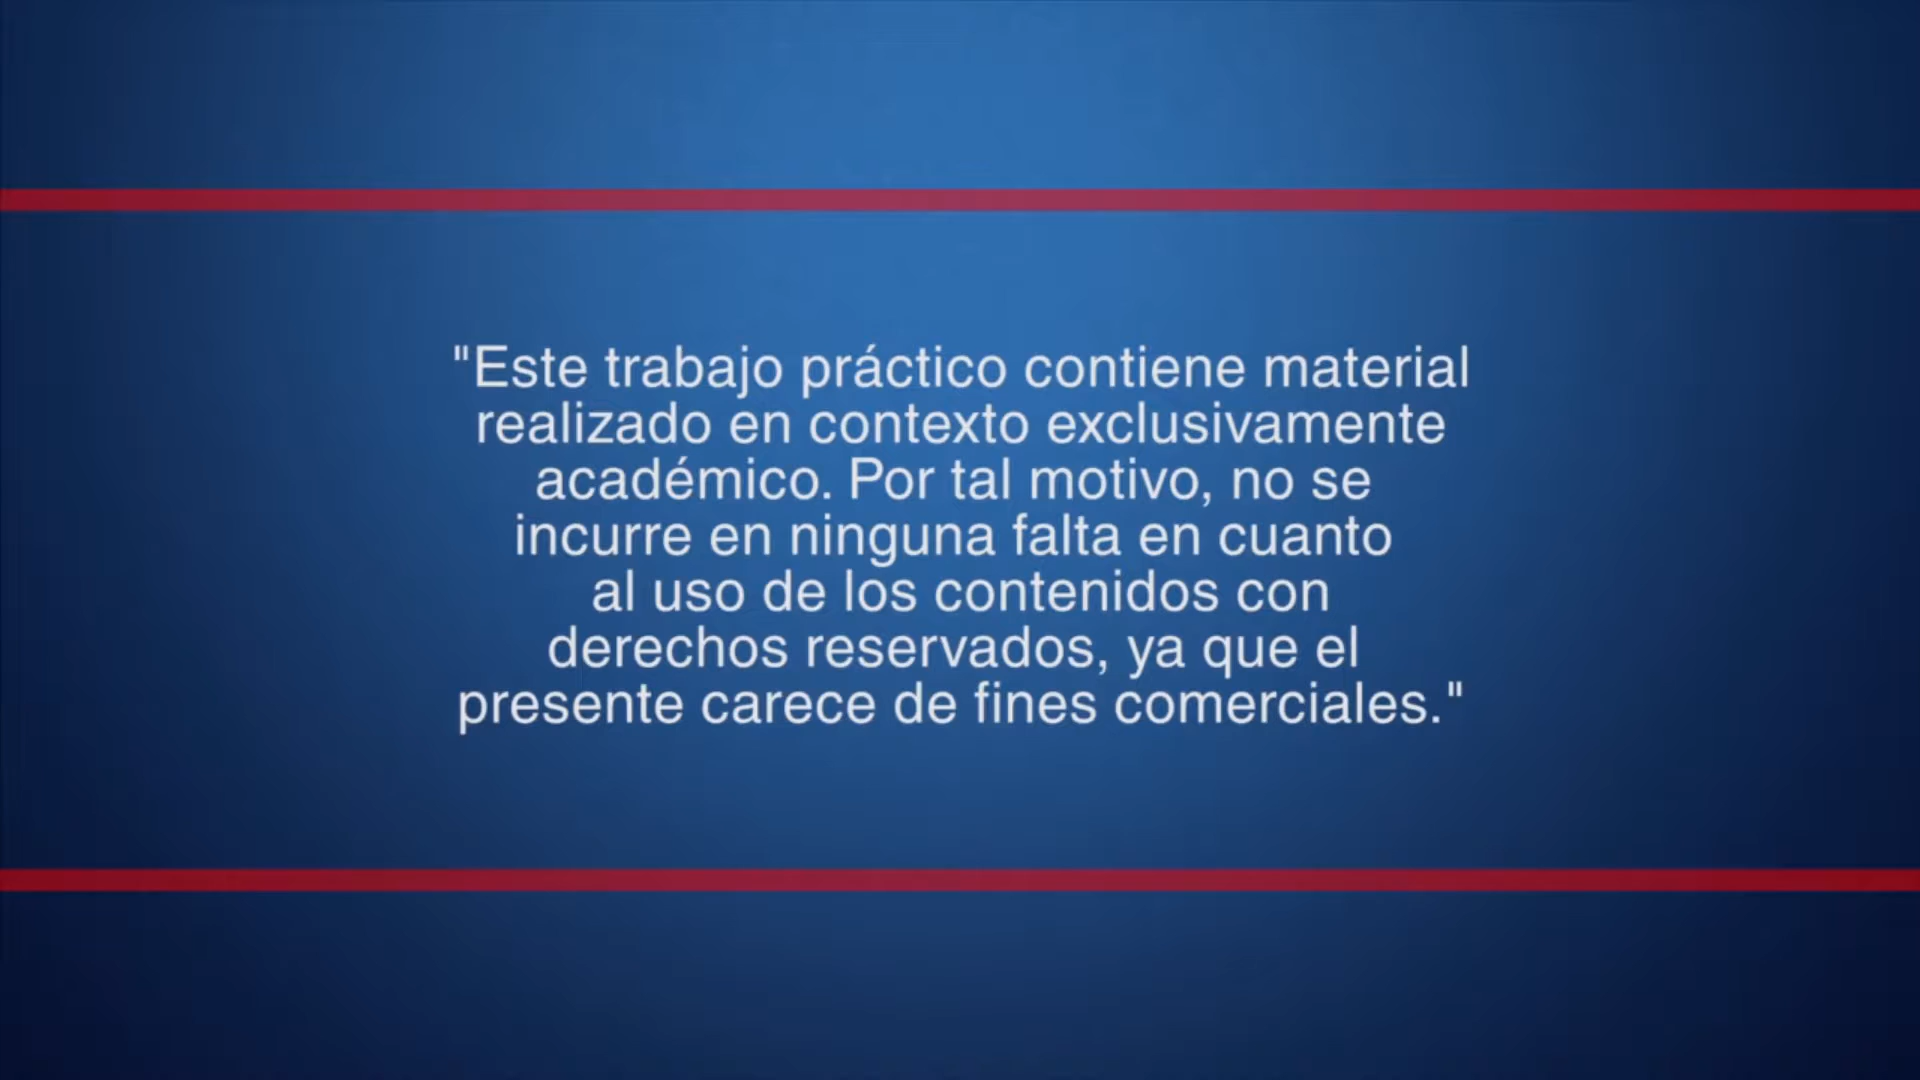 "Este trabajo práctico contiene material
realizado en contexto exclusivamente
académico. Por tal motivo, no se
incurre en ninguna falta en cuanto
al uso de los contenidos con
derechos reservados, ya que el
presente carece de fines comerciales."